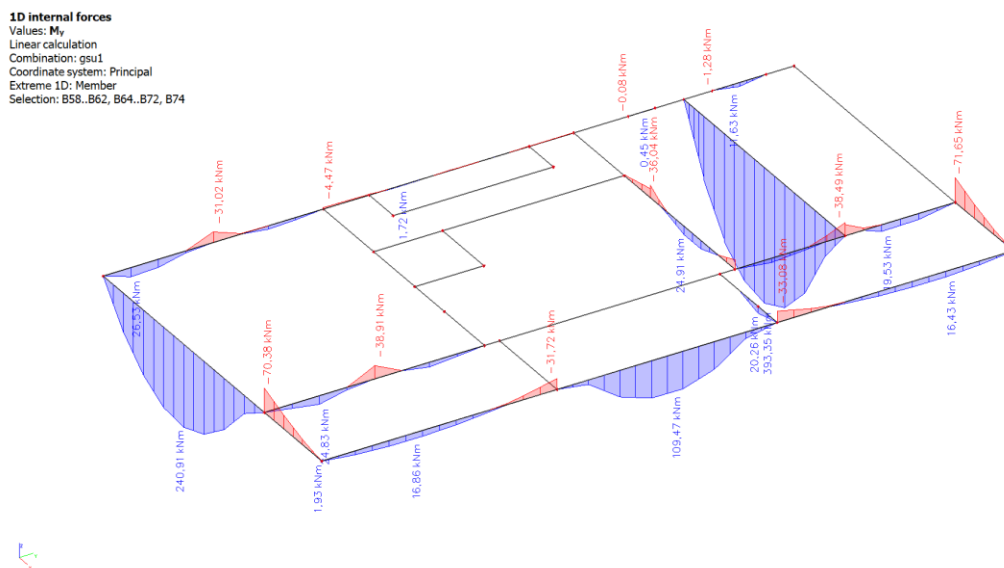 1D internal forces
Values: My
Linear calculation
Combination: gsu1
Coordinate system: Principal
Extreme 1D: Member
Selection: B58..B62, B64..B72, B74
-1,28 kNm
-0,08 kNm
11,63 kNm
0,45 kNm
-36,04 kNm
-71,65 kNm
-4,47 kNm
-31,02 kNm
1,72 kNm
-38,49 kNm
24,91 kNm
19,53 kNm
-33,08 kNm
26,53 kNm
16,43 kNm
20,26 kNm
393,35 kNm
-38,91 kNm
-70,38 kNm
-31,72 kNm
109,47 kNm
24,83 kNm
240,91 kNm
1,93 kNm
16,86 kNm